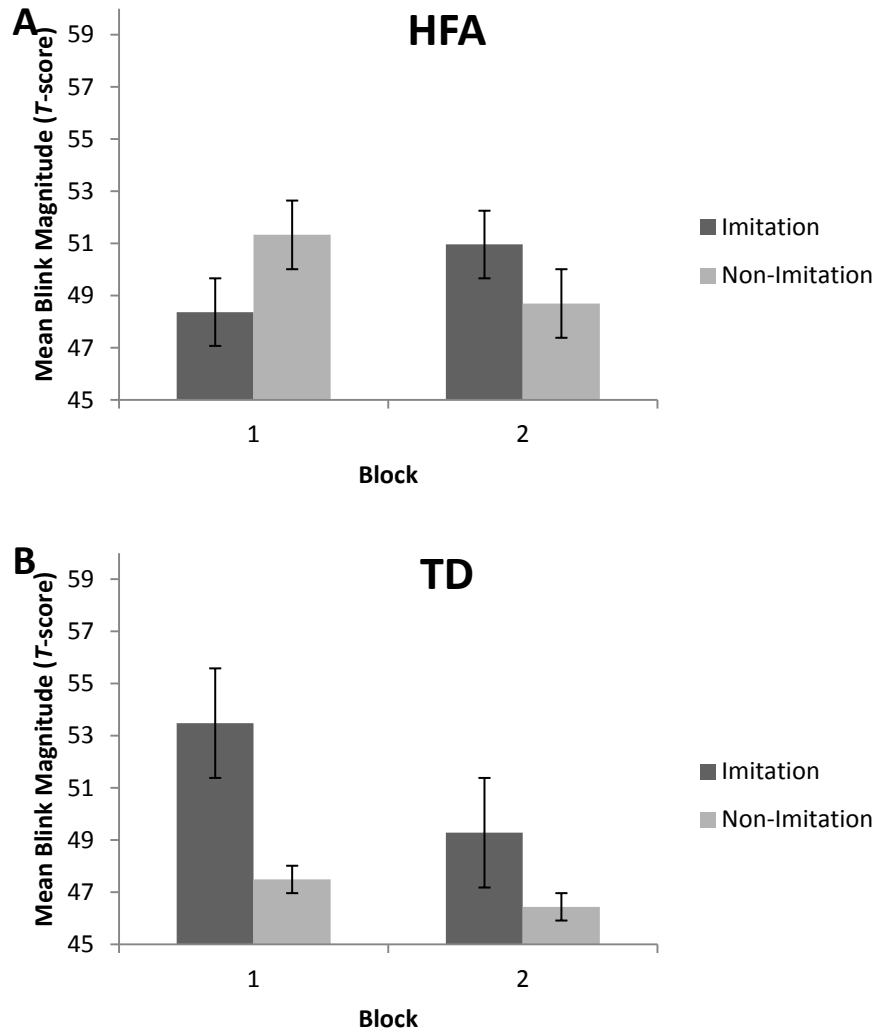 A
HFA
Mean Blink Magnitude (T-score)
59
57
55
53
51
49
47
45
1
2
Block
Imitation
Non-Imitation
B
TD
Mean Blink Magnitude (T-score)
59
57
55
53
51
49
47
45
1
2
Block
Imitation
Non-Imitation